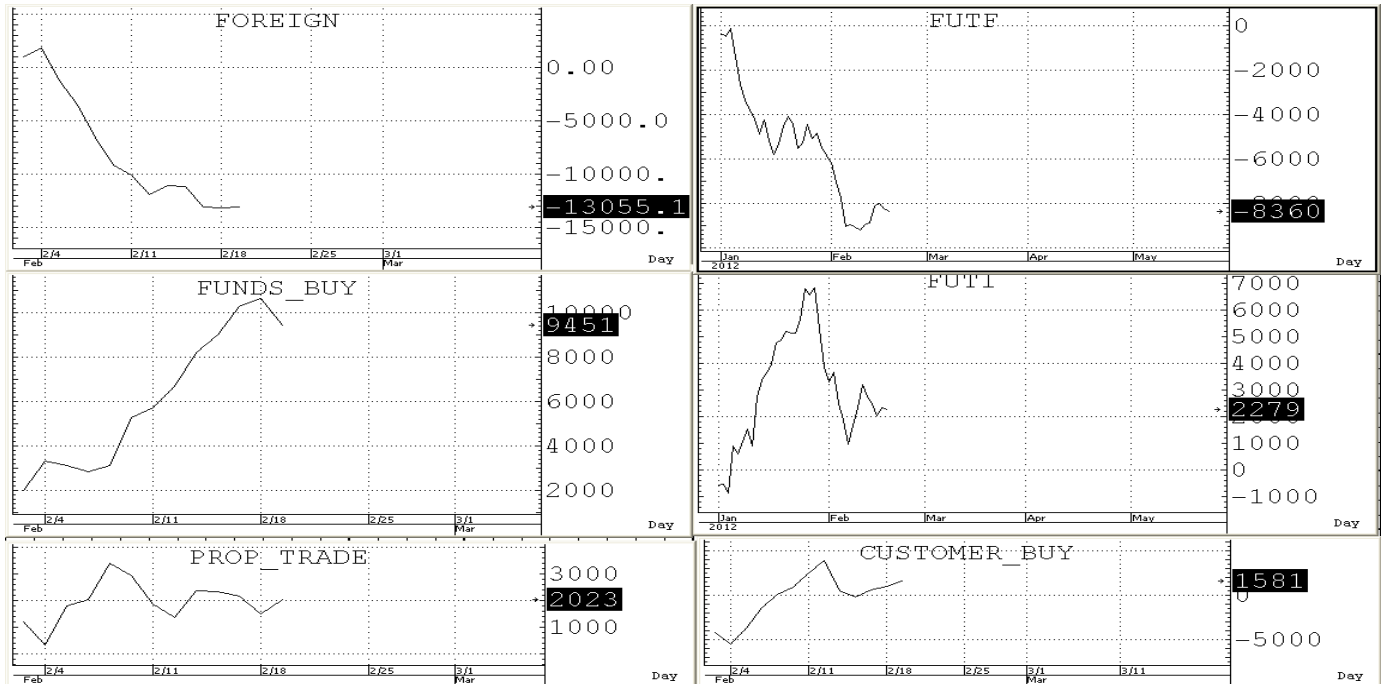 FOREIGN
0.00
-5000.0
-10000.
-13055.1
-15000.
2/4 2/11 2/18 2/25 3/1
Feb Mar Day
FUTF
0
-2000
-4000
-6000
-8360
Jan Feb Mar Apr May
2012 Day
FUNDS_BUY
9451
8000
6000
4000
2000
2/4 2/11 2/18 2/25 3/1
Feb Mar Day
7000
6000
5000
4000
3000
2279
1000
0
-1000
Jan Feb Mar Apr May
2012 Day
PROP_TRADE
3000
2023
1000
2/4 2/11 2/18 2/25 3/1
Feb Mar Day
CUSTOMER_BUY
1581
0
-5000
2/4 2/11 2/18 2/25 3/1 3/11
Feb Mar Day